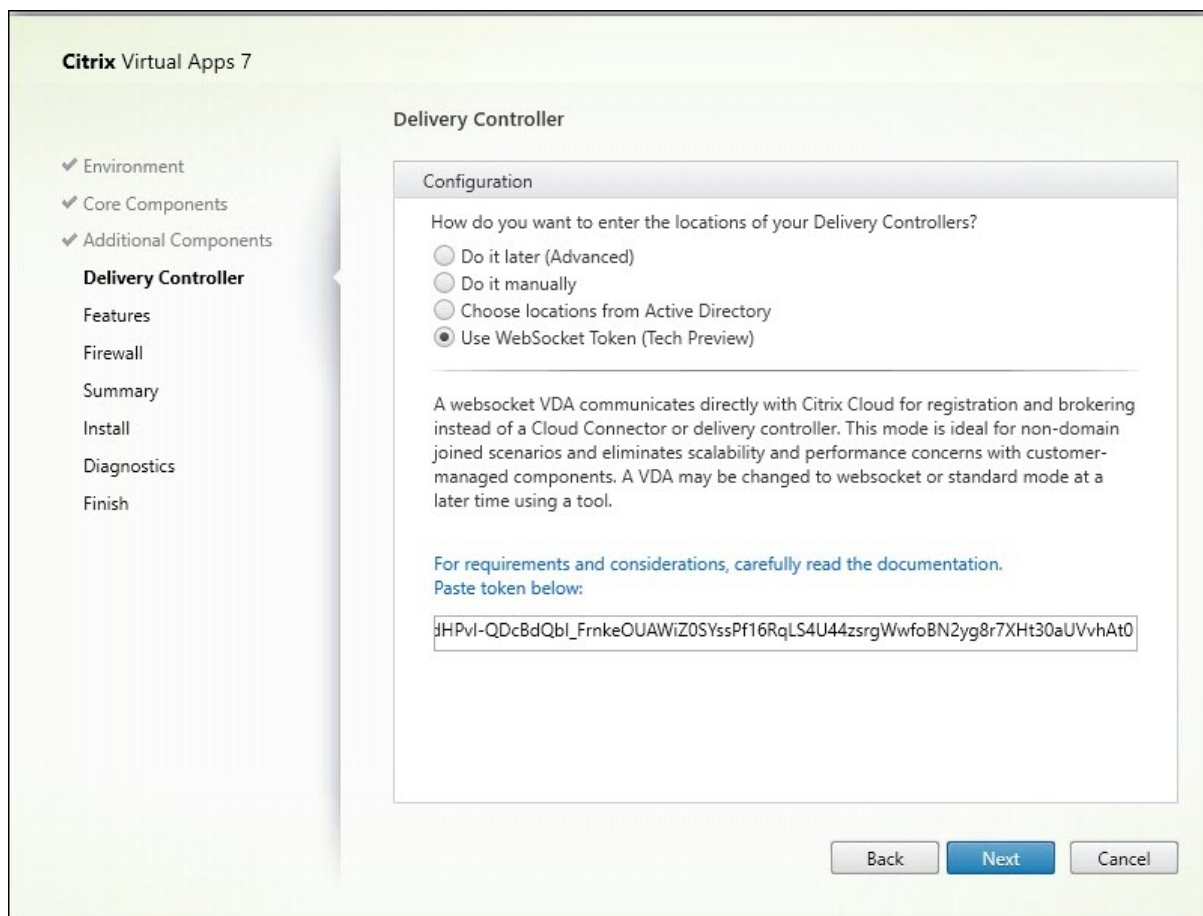 Citrix Virtual Apps 7
Delivery Controller
Environment
Core Components
Additional Components
Delivery Controller
Features
Firewall
Summary
Install
Diagnostics
Finish
Configuration
How do you want to enter the locations of your Delivery Controllers?
Do it later (Advanced)
Do it manually
Choose locations from Active Directory
Use WebSocket Token (Tech Preview)
A websocket VDA communicates directly with Citrix Cloud for registration and brokering
instead of a Cloud Connector or delivery controller. This mode is ideal for non-domain
joined scenarios and eliminates scalability and performance concerns with customer-
managed components. A VDA may be changed to websocket or standard mode at a
later time using a tool.
For requirements and considerations, carefully read the documentation.
Paste token below:
Back
Next
Cancel